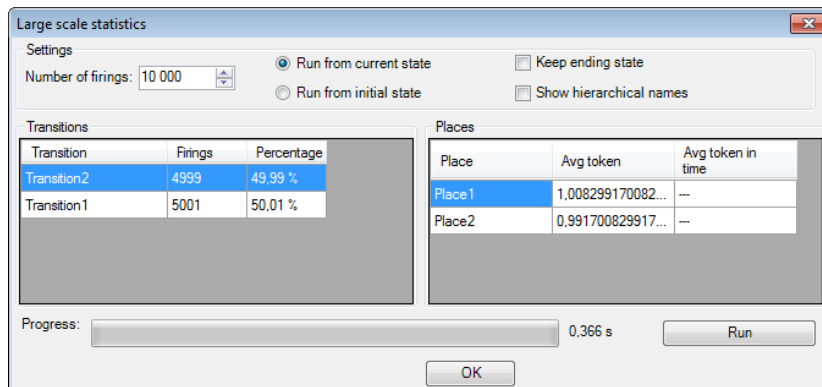 Large scale statistics
Settings
Number of firings: 10 000
Run from current state
Keep ending state
Run from initial state
Show hierarchical names
Transitions
Transition Firings Percentage
Transition2 4999 49,99 %
Transition1 5001 50,01 %
Places
Place Avg token Avg token in time
Place1 1,008299170082... ---
Place2 0,991700829917... ---
Progress: 0,366 s Run
OK